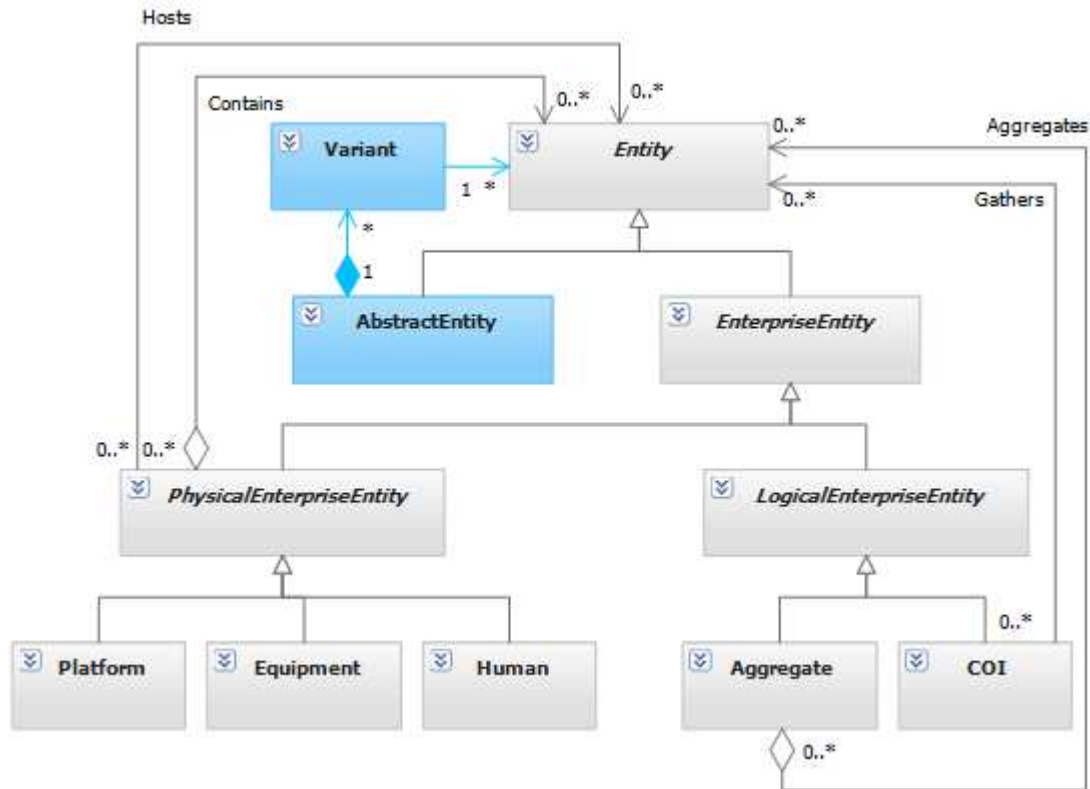 Hosts
Contains
0..*
0..*
0..*
Aggregates
Variant
Entity
1 *
0..*
Gathers
*
1
AbstractEntity
EnterpriseEntity
0..* 0..*
PhysicalEnterpriseEntity
LogicalEnterpriseEntity
0..*
Platform
Equipment
Human
Aggregate
COI
0..*